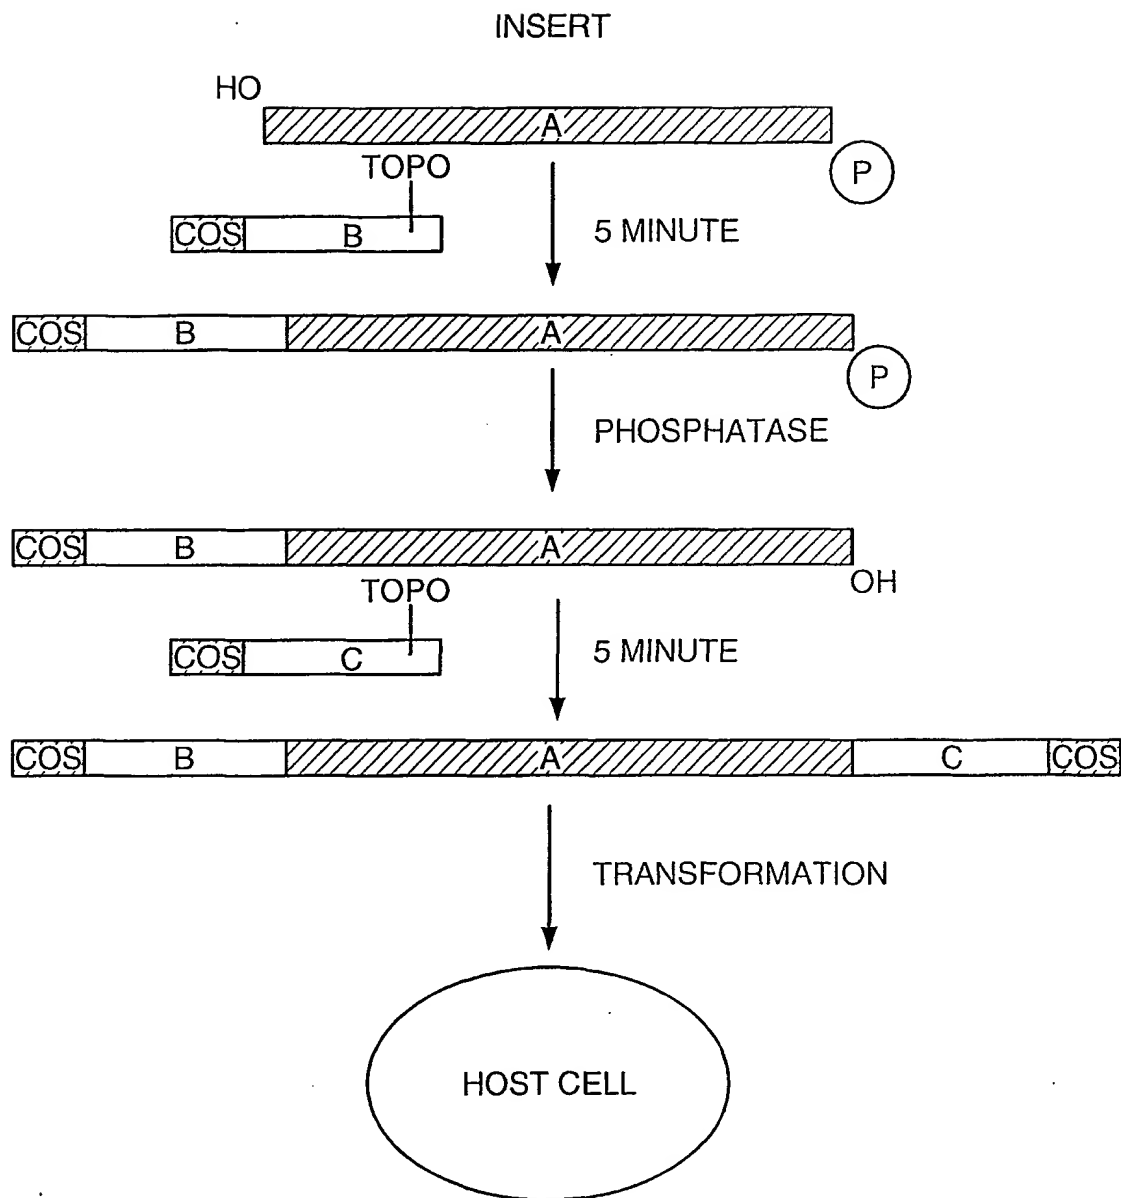 INSERT
HO
A
TOPO
P
COS B
5 MINUTE
COS B A
P
PHOSPHATASE
COS B A
OH
TOPO
COS C
5 MINUTE
COS B A C COS
TRANSFORMATION
HOST CELL